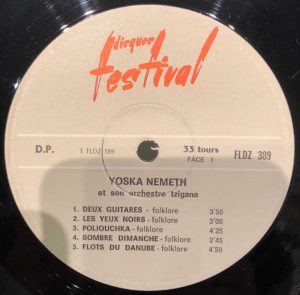 disques
festival
D.P.
1 FLDZ 389
33 tours
FACE 1
FLDZ 389
YOSKA NEMETH
et son orchestre tzigane
1. DEUX GUITARES - folklore 3'56
2. LES YEUX NOIRS - folklore 3'06
3. POLIOUCHKA - folklore 4'25
4. SOMBRE DIMANCHE - folklore 2'45
5. FLOTS DU DANUBE - folklore 4'50